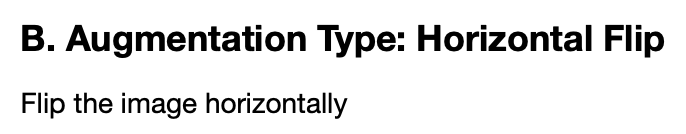 B. Augmentation Type: Horizontal Flip
Flip the image horizontally